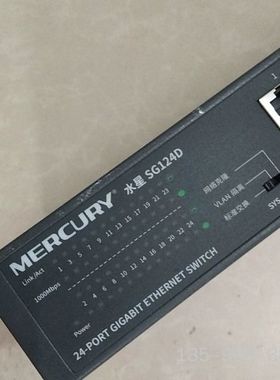 MERCURY 水星 SG124D
Link/Act 1 3 5 7 9 11 13 15 17 19 21 23
1000Mbps
2 4 6 8 10 12 14 16 18 20 22 24
Power
24-PORT GIGABIT ETHERNET SWITCH
网络克隆
VLAN 隔离
标准交换
SYS
1